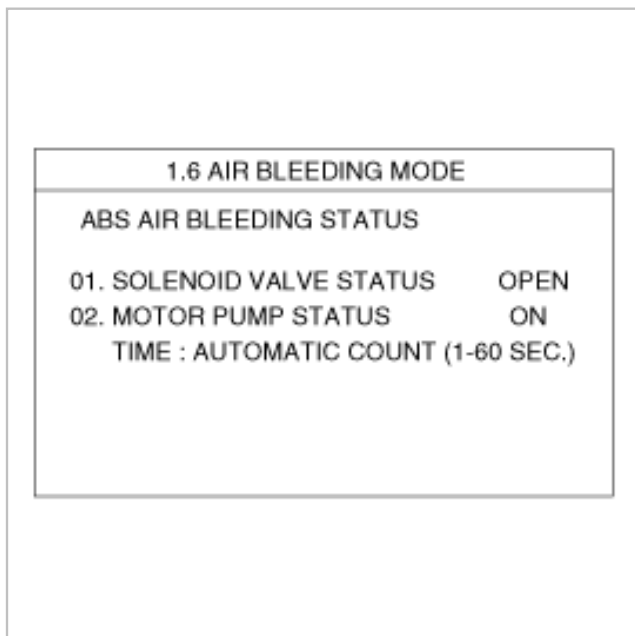 1.6 AIR BLEEDING MODE
ABS AIR BLEEDING STATUS
01. SOLENOID VALVE STATUS OPEN
02. MOTOR PUMP STATUS ON
TIME : AUTOMATIC COUNT (1-60 SEC.)